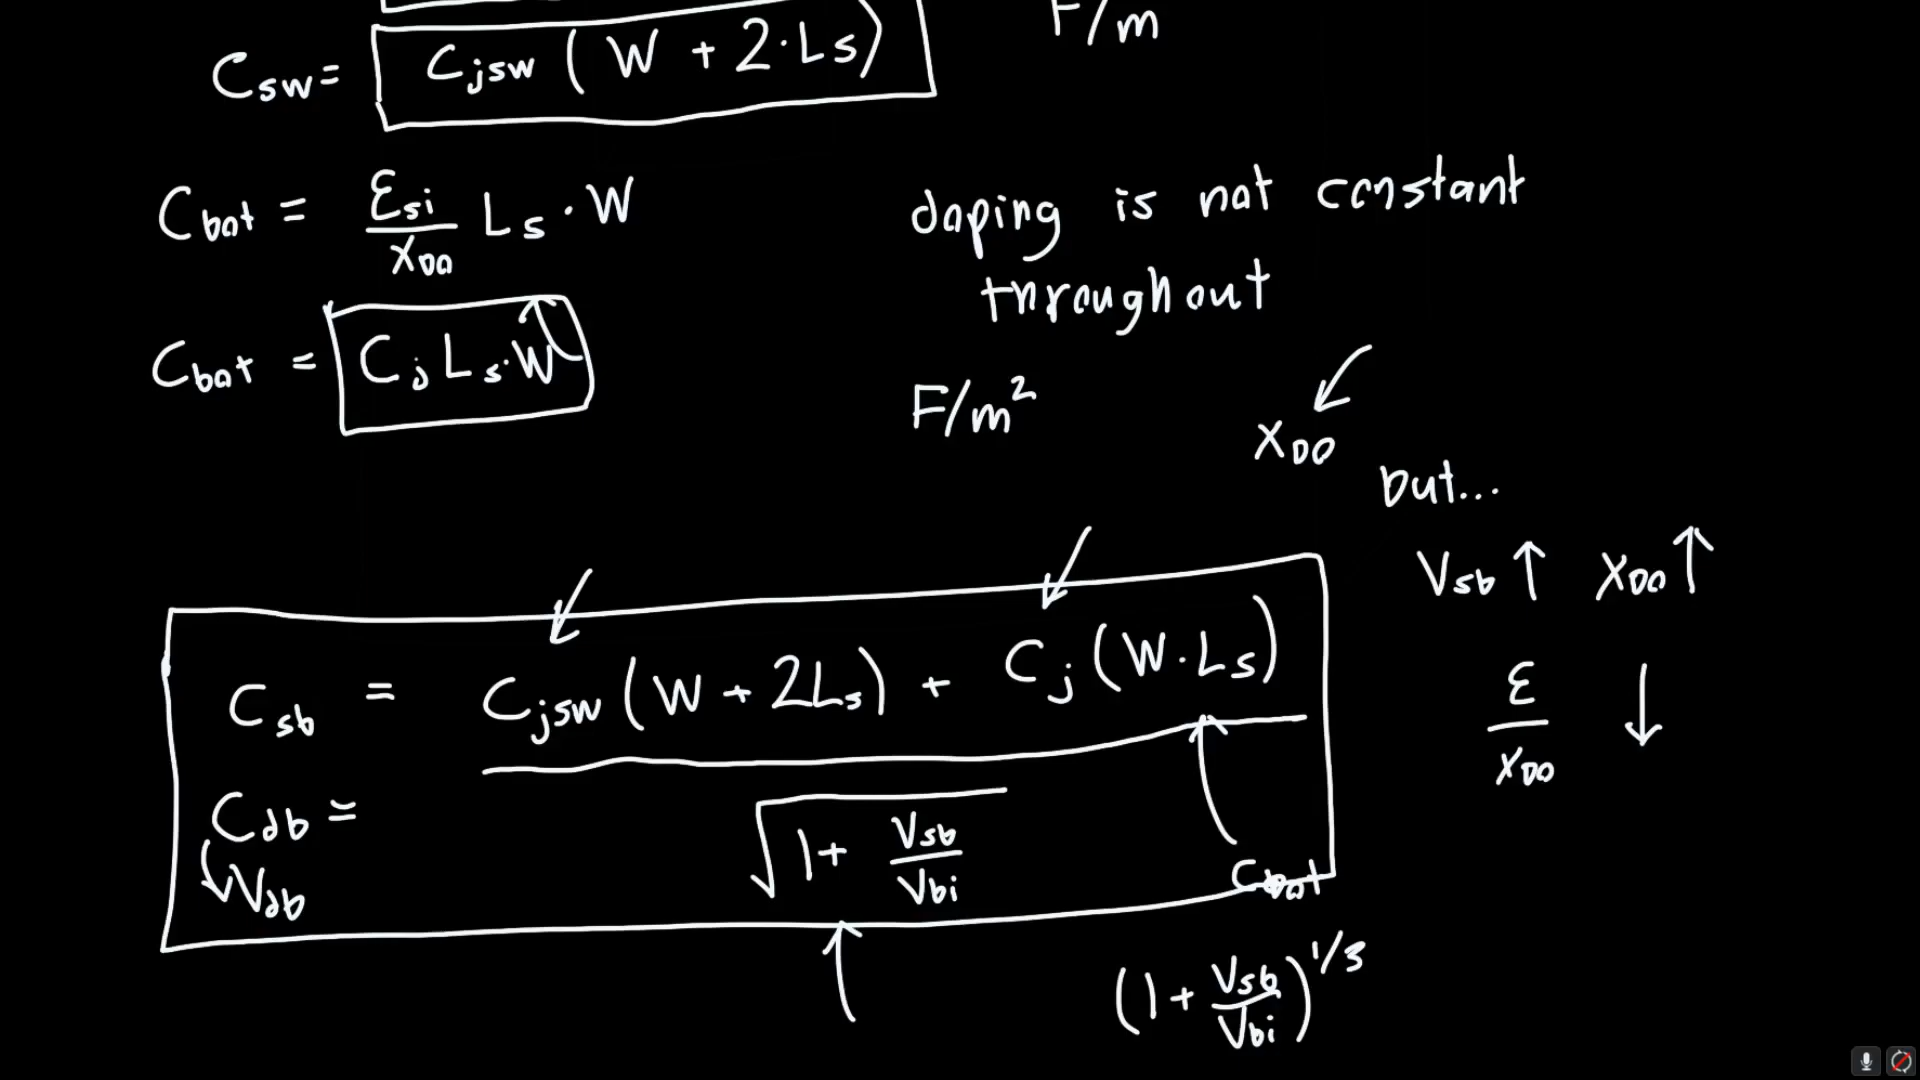 F/m
Csw = Cjsw ( W + 2·Ls)
Cbot = εsi/XDO Ls · W
doping is not constant
throughout
Cbot = Cj Ls·W
F/m²
XDO
but...
Vsb ↑ XDO ↑
Csb = Cjsw (W + 2Ls) + Cj (W·Ls)
ε/XDO ↓
Cdb ≃
√1 + Vsb/Vbi
Vdb
Cbot
(1 + Vsb/Vbi)^1/3